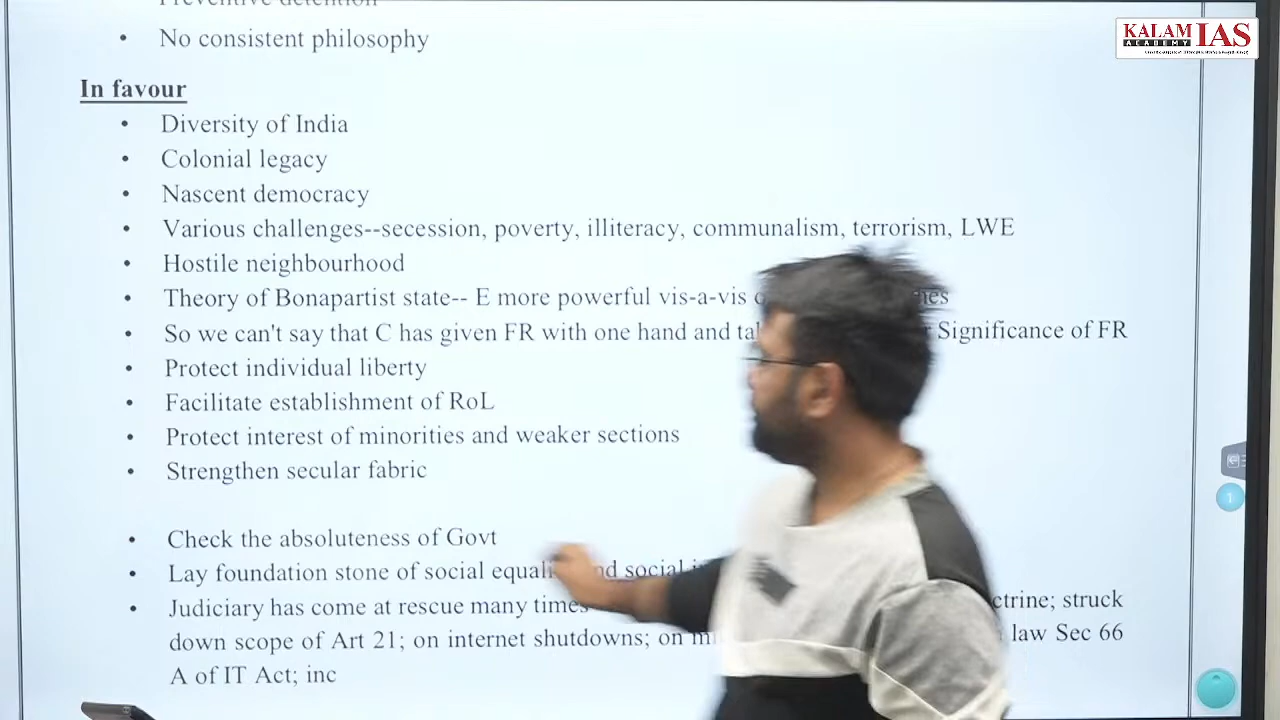 Preventive detention
• No consistent philosophy
KALAM IAS
ACADEMY
In favour
• Diversity of India
• Colonial legacy
• Nascent democracy
• Various challenges--secession, poverty, illiteracy, communalism, terrorism, LWE
• Hostile neighbourhood
• Theory of Bonapartist state-- E more powerful vis-a-vis
• So we can't say that C has given FR with one hand and Significance of FR
• Protect individual liberty
• Facilitate establishment of RoL
• Protect interest of minorities and weaker sections
• Strengthen secular fabric
• Check the absoluteness of Govt
• Lay foundation stone of social
• Judiciary has come at rescue many times struck
down scope of Art 21; on internet shutdowns; on law Sec 66
A of IT Act; inc
1